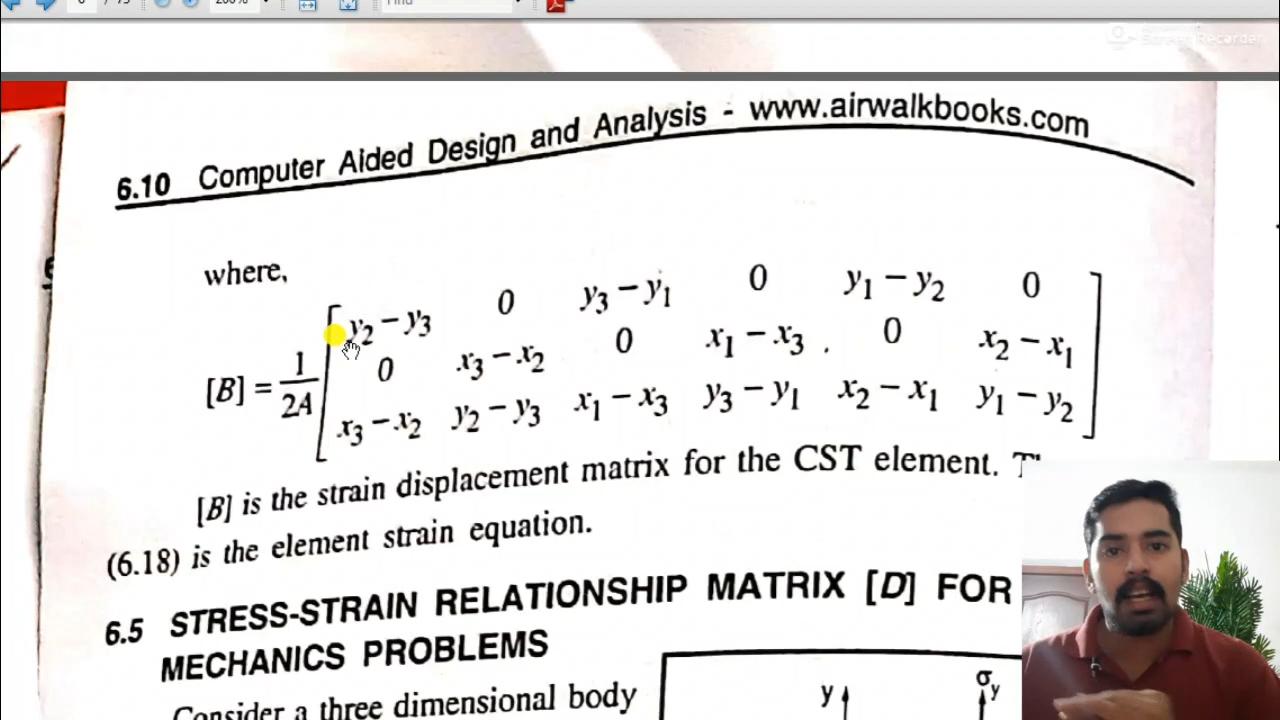 Find
Screen Recorder
6.10 Computer Aided Design and Analysis - www.airwalkbooks.com
where,
[B] = 1/2A [ y₂ − y₃ 0 y₃ − y₁ 0 y₁ − y₂ 0
0 x₃ − x₂ 0 x₁ − x₃ 0 x₂ − x₁
x₃ − x₂ y₂ − y₃ x₁ − x₃ y₃ − y₁ x₂ − x₁ y₁ − y₂ ]
[B] is the strain displacement matrix for the CST element.
(6.18) is the element strain equation.
6.5 STRESS-STRAIN RELATIONSHIP MATRIX [D] FOR
MECHANICS PROBLEMS
Consider a three dimensional body
y
σy